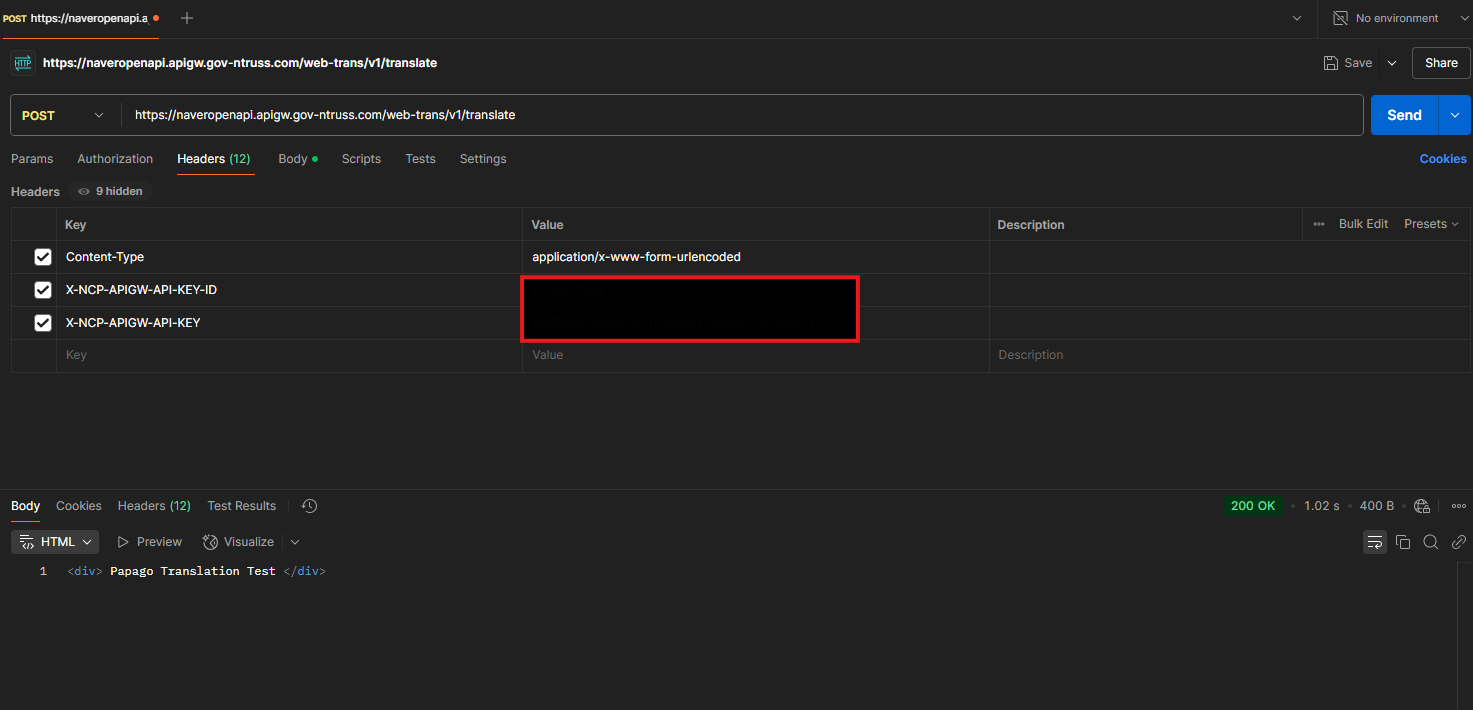 POST https://naveropenapi.a
No environment
HTTP https://naveropenapi.apigw.gov-ntruss.com/web-trans/v1/translate
Save
Share
POST https://naveropenapi.apigw.gov-ntruss.com/web-trans/v1/translate
Send
Params Authorization Headers (12) Body Scripts Tests Settings Cookies
Headers 9 hidden
Key Value Description ••• Bulk Edit Presets
Content-Type application/x-www-form-urlencoded
X-NCP-APIGW-API-KEY-ID
X-NCP-APIGW-API-KEY
Key Value Description
Body Cookies Headers (12) Test Results 200 OK • 1.02 s • 400 B •
HTML Preview Visualize
1 <div> Papago Translation Test </div>